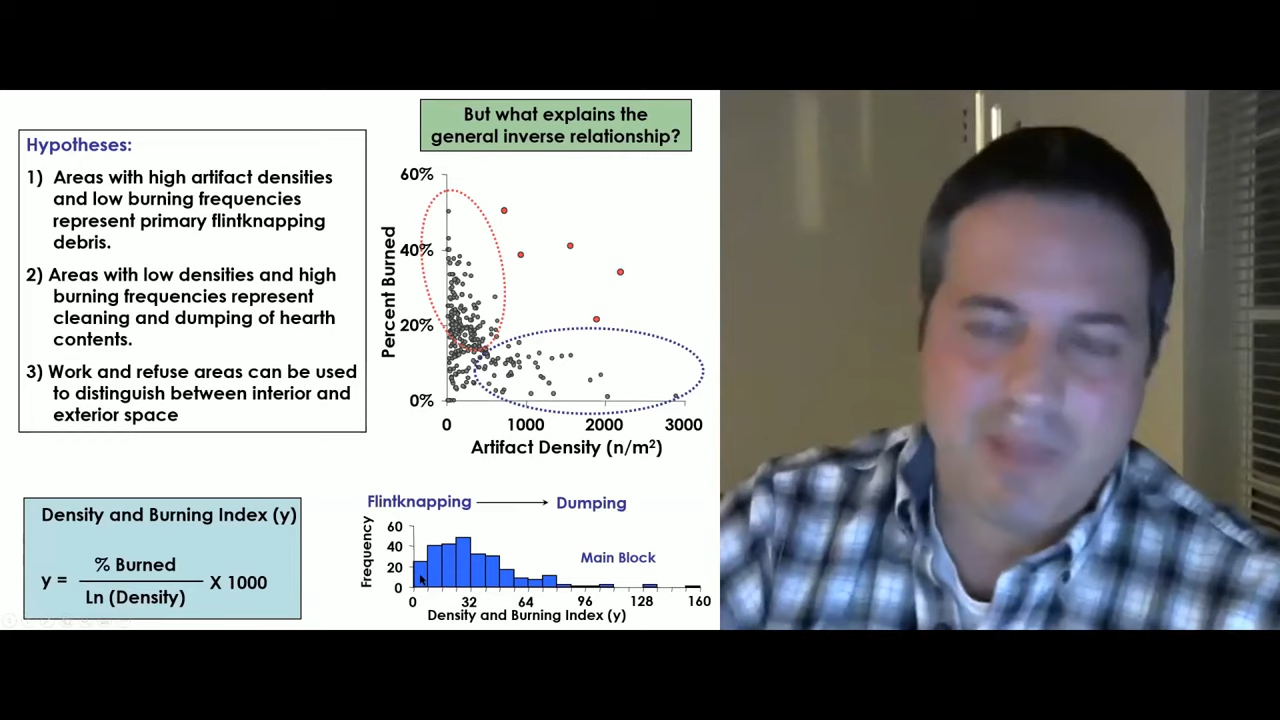 Hypotheses:
1) Areas with high artifact densities
and low burning frequencies
represent primary flintknapping
debris.
2) Areas with low densities and high
burning frequencies represent
cleaning and dumping of hearth
contents.
3) Work and refuse areas can be used
to distinguish between interior and
exterior space
But what explains the
general inverse relationship?
Percent Burned
60%
40%
20%
0%
0 1000 2000 3000
Artifact Density (n/m²)
Density and Burning Index (y)
y = % Burned
Ln (Density) X 1000
Flintknapping Dumping
Frequency
60
40
20
0
Main Block
0 32 64 96 128 160
Density and Burning Index (y)